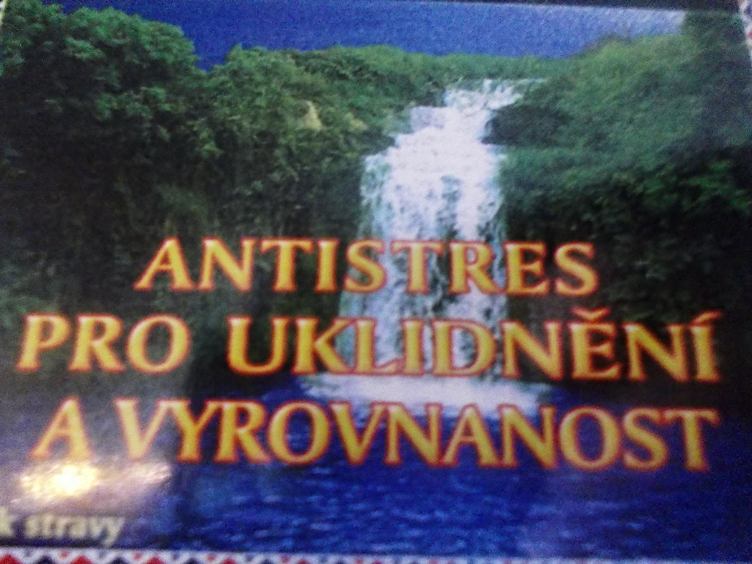 ANTISTRES
PRO UKLIDNĚNÍ
A VYROVNANOST
k stravy